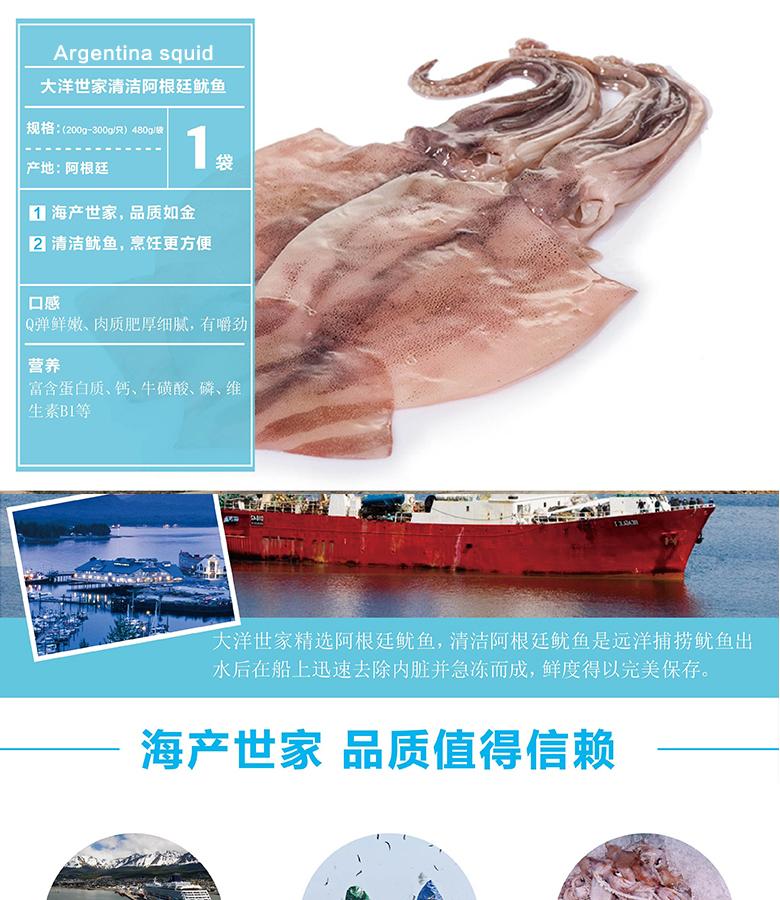 Argentina squid
大洋世家清洁阿根廷鱿鱼
规格：(200g-300g/只) 480g/袋
产地：阿根廷
1袋
1 海产世家，品质如金
2 清洁鱿鱼，烹饪更方便
口感
Q弹鲜嫩、肉质肥厚细腻，有嚼劲
营养
富含蛋白质、钙、牛磺酸、磷、维
生素B1等
大洋世家精选阿根廷鱿鱼，清洁阿根廷鱿鱼是远洋捕捞鱿鱼出
水后在船上迅速去除内脏并急冻而成，鲜度得以完美保存。
海产世家 品质值得信赖